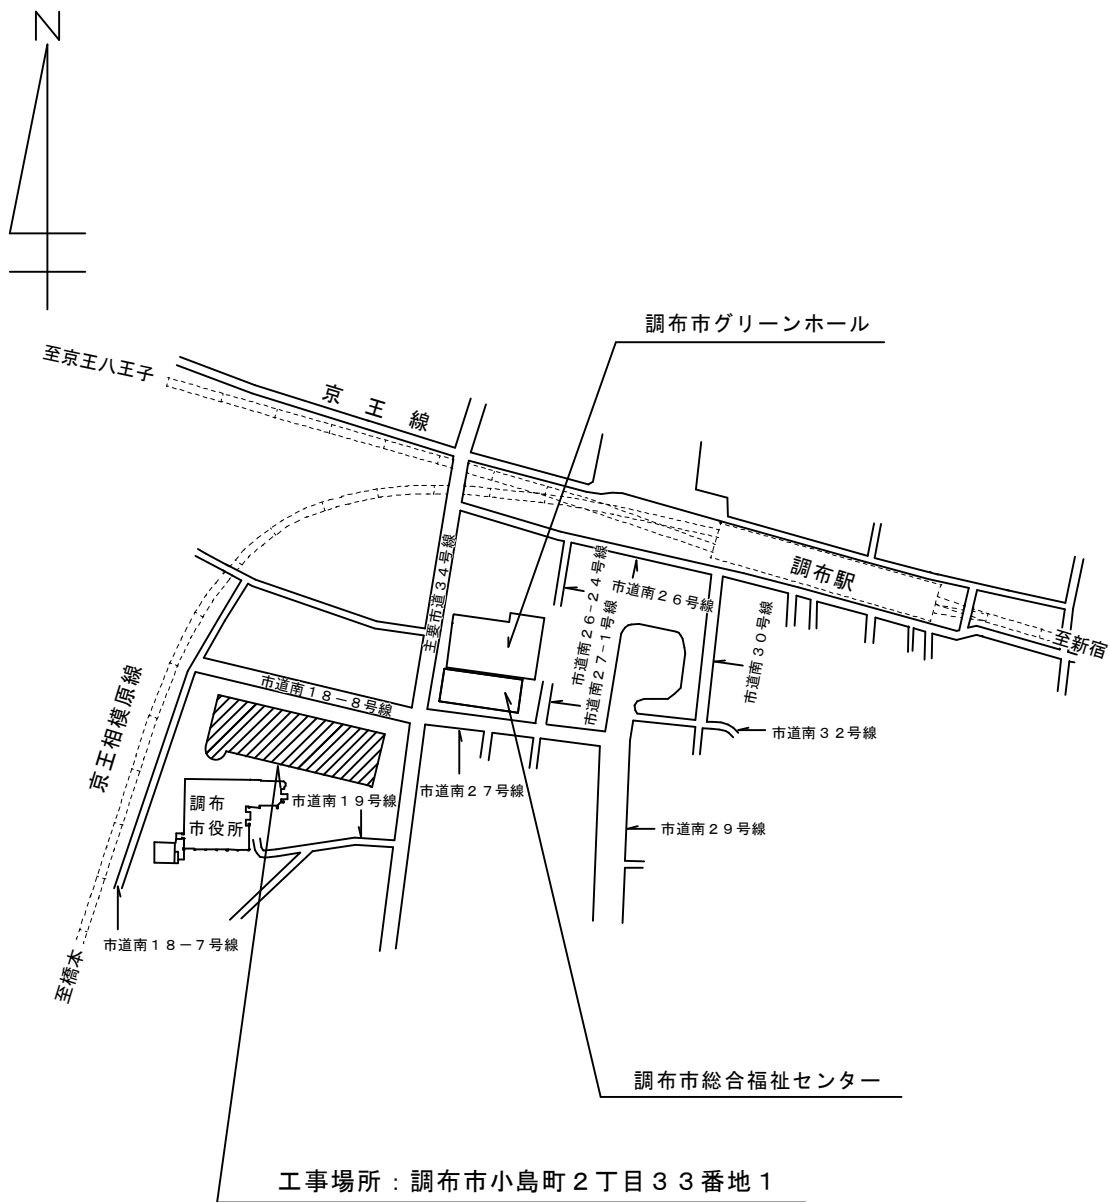 N
調布市グリーンホール
至京王八王子
京王線
主要市道３４号線
市道南２６-２４号線
市道南２７-１号線
市道南２６号線
調布駅
市道南３０号線
至新宿
市道南１８－８号線
京王相模原線
市道南３２号線
市道南２７号線
調布
市役所
市道南１９号線
市道南２９号線
市道南１８－７号線
至橋本
調布市総合福祉センター
工事場所：調布市小島町２丁目３３番地１